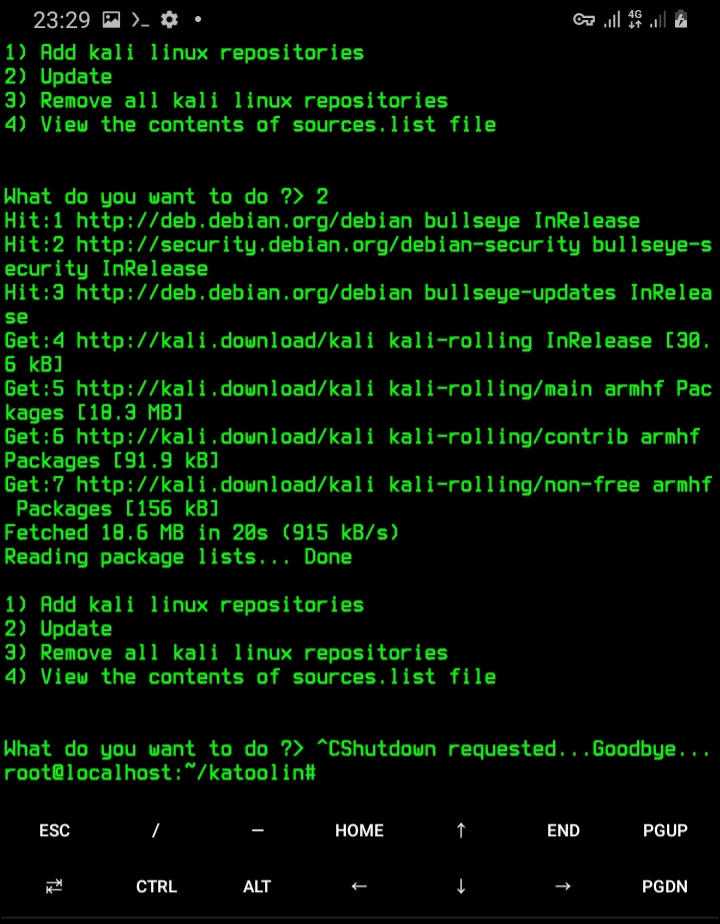 23:29 4G
1) Add kali linux repositories
2) Update
3) Remove all kali linux repositories
4) View the contents of sources.list file
What do you want to do ?> 2
Hit:1 http://deb.debian.org/debian bullseye InRelease
Hit:2 http://security.debian.org/debian-security bullseye-s
ecurity InRelease
Hit:3 http://deb.debian.org/debian bullseye-updates InRelea
se
Get:4 http://kali.download/kali kali-rolling InRelease [30.
6 kB]
Get:5 http://kali.download/kali kali-rolling/main armhf Pac
kages [18.3 MB]
Get:6 http://kali.download/kali kali-rolling/contrib armhf
Packages [91.9 kB]
Get:7 http://kali.download/kali kali-rolling/non-free armhf
Packages [156 kB]
Fetched 18.6 MB in 20s (915 kB/s)
Reading package lists... Done
1) Add kali linux repositories
2) Update
3) Remove all kali linux repositories
4) View the contents of sources.list file
What do you want to do ?> ^CShutdown requested...Goodbye...
root@localhost:~/katoolin#
ESC / — HOME ↑ END PGUP
⇄ CTRL ALT ← ↓ → PGDN